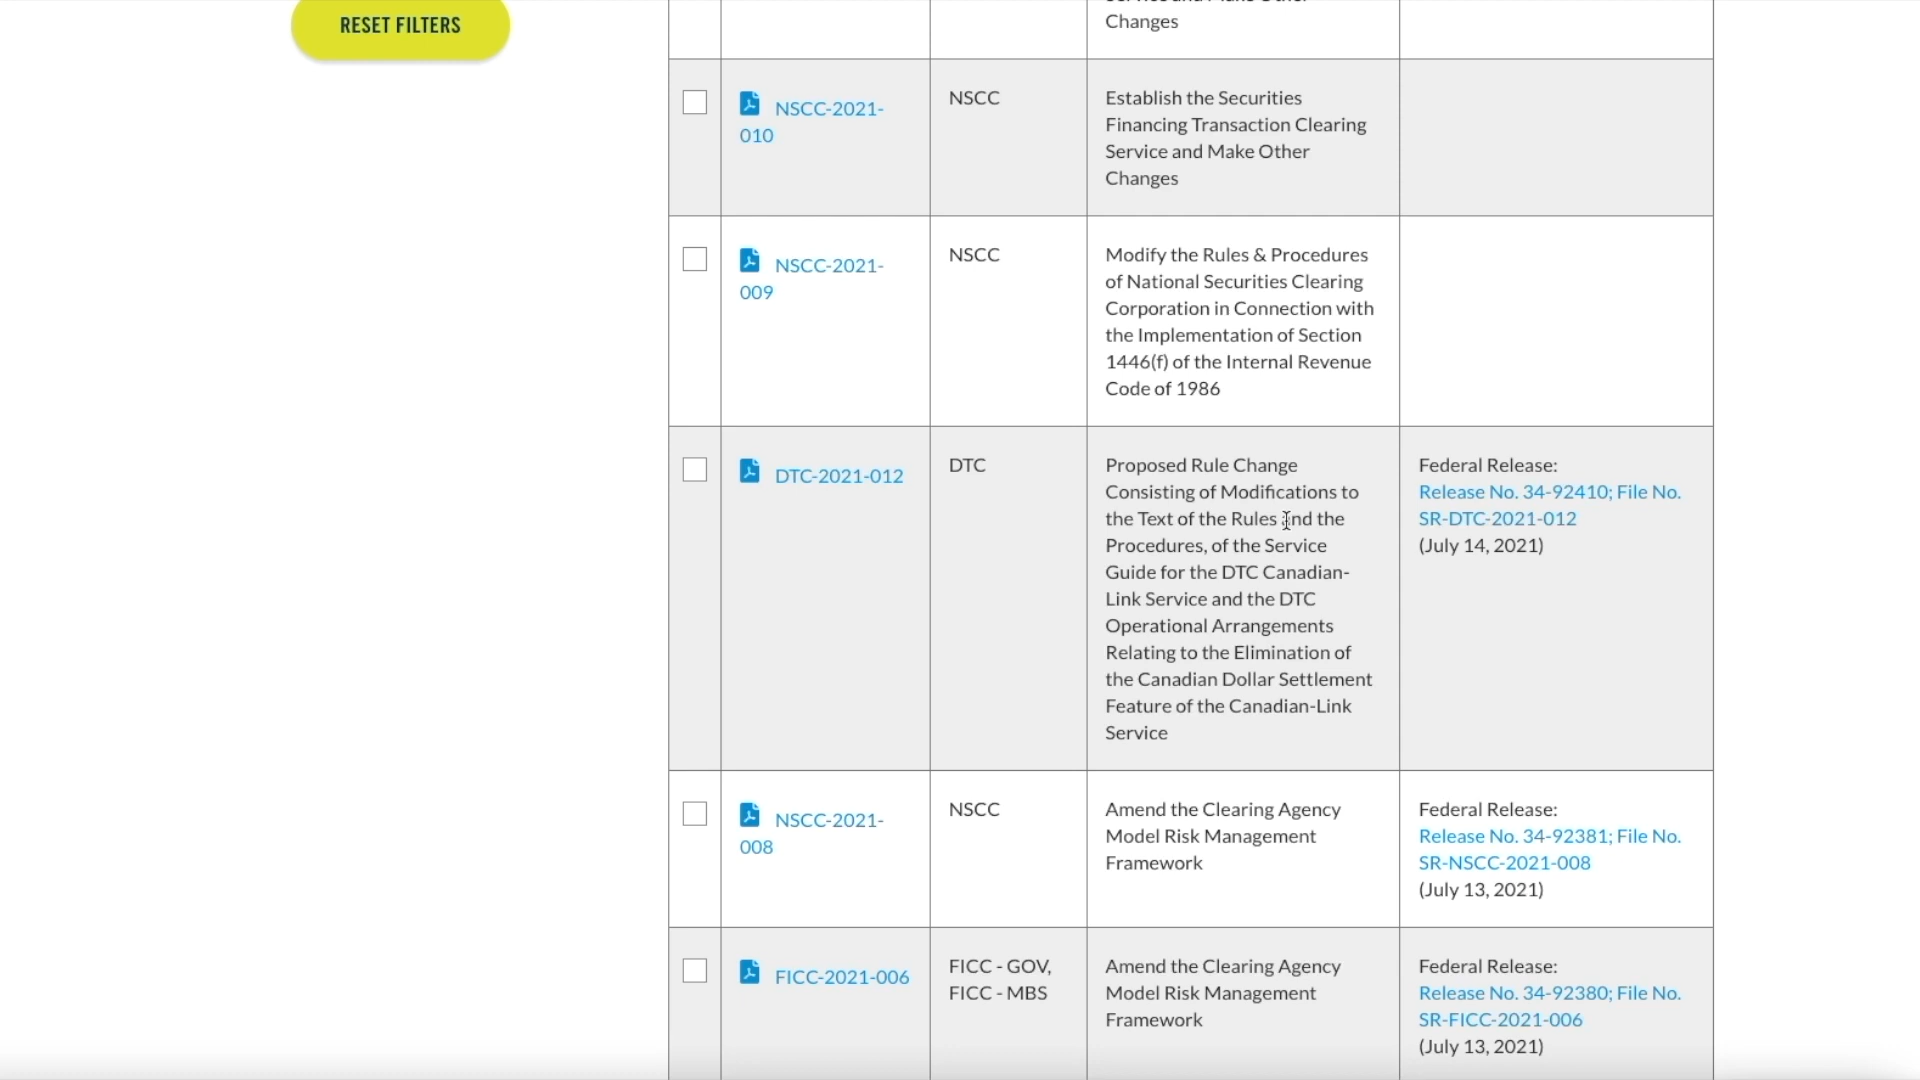 RESET FILTERS
Changes
NSCC-2021-
010
NSCC
Establish the Securities
Financing Transaction Clearing
Service and Make Other
Changes
NSCC-2021-
009
NSCC
Modify the Rules & Procedures
of National Securities Clearing
Corporation in Connection with
the Implementation of Section
1446(f) of the Internal Revenue
Code of 1986
DTC-2021-012
DTC
Proposed Rule Change
Consisting of Modifications to
the Text of the Rules and the
Procedures, of the Service
Guide for the DTC Canadian-
Link Service and the DTC
Operational Arrangements
Relating to the Elimination of
the Canadian Dollar Settlement
Feature of the Canadian-Link
Service
Federal Release:
Release No. 34-92410; File No.
SR-DTC-2021-012
(July 14, 2021)
NSCC-2021-
008
NSCC
Amend the Clearing Agency
Model Risk Management
Framework
Federal Release:
Release No. 34-92381; File No.
SR-NSCC-2021-008
(July 13, 2021)
FICC-2021-006
FICC - GOV,
FICC - MBS
Amend the Clearing Agency
Model Risk Management
Framework
Federal Release:
Release No. 34-92380; File No.
SR-FICC-2021-006
(July 13, 2021)